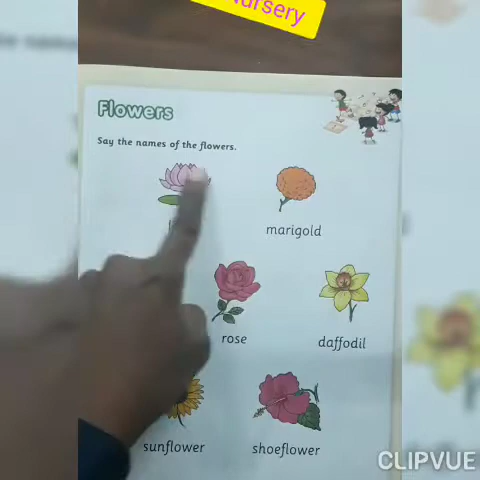 Nursery
Flowers
Say the names of the flowers.
marigold
rose
daffodil
sunflower
shoeflower
CLIPVUE